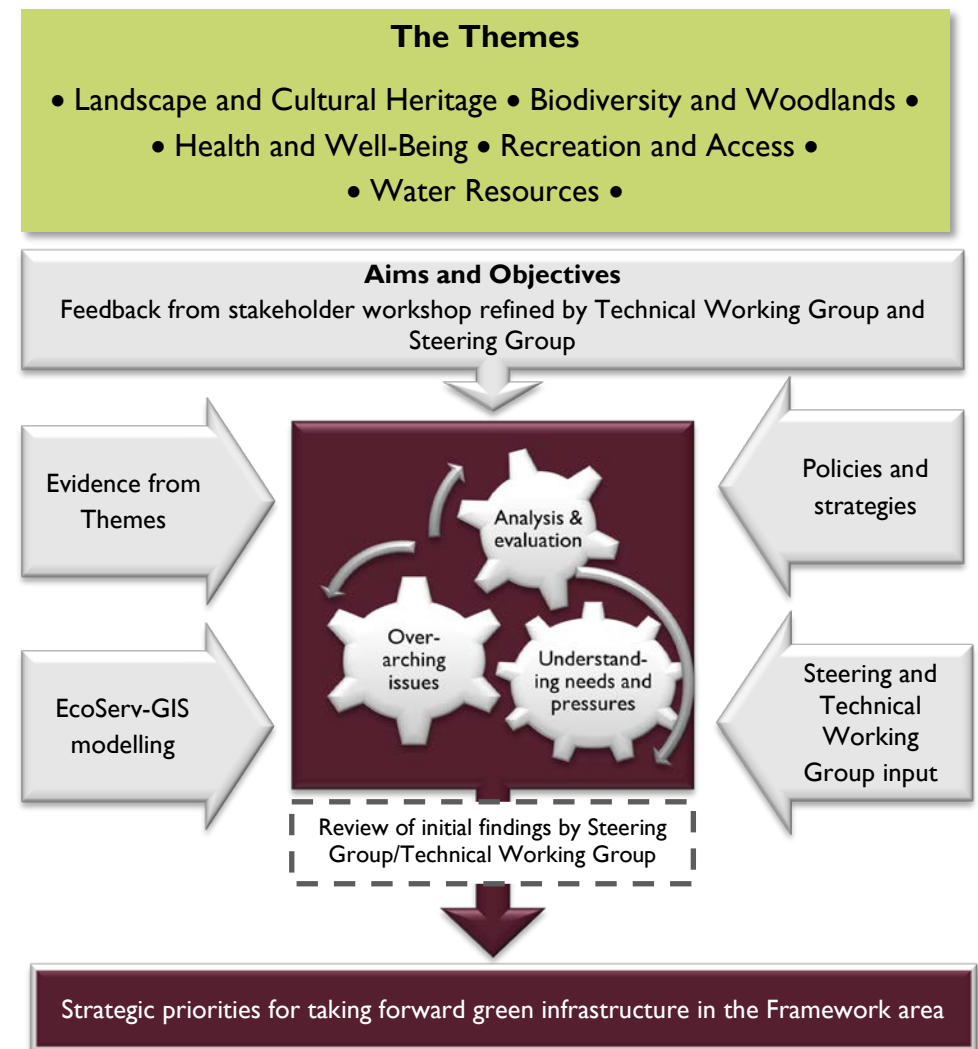 The Themes
• Landscape and Cultural Heritage • Biodiversity and Woodlands •
• Health and Well-Being • Recreation and Access •
• Water Resources •
Aims and Objectives
Feedback from stakeholder workshop refined by Technical Working Group and
Steering Group
Evidence from
Themes
Policies and
strategies
Analysis &
evaluation
Over-
arching
issues
Understand-
ing needs and
pressures
EcoServ-GIS
modelling
Steering and
Technical
Working
Group input
Review of initial findings by Steering
Group/Technical Working Group
Strategic priorities for taking forward green infrastructure in the Framework area